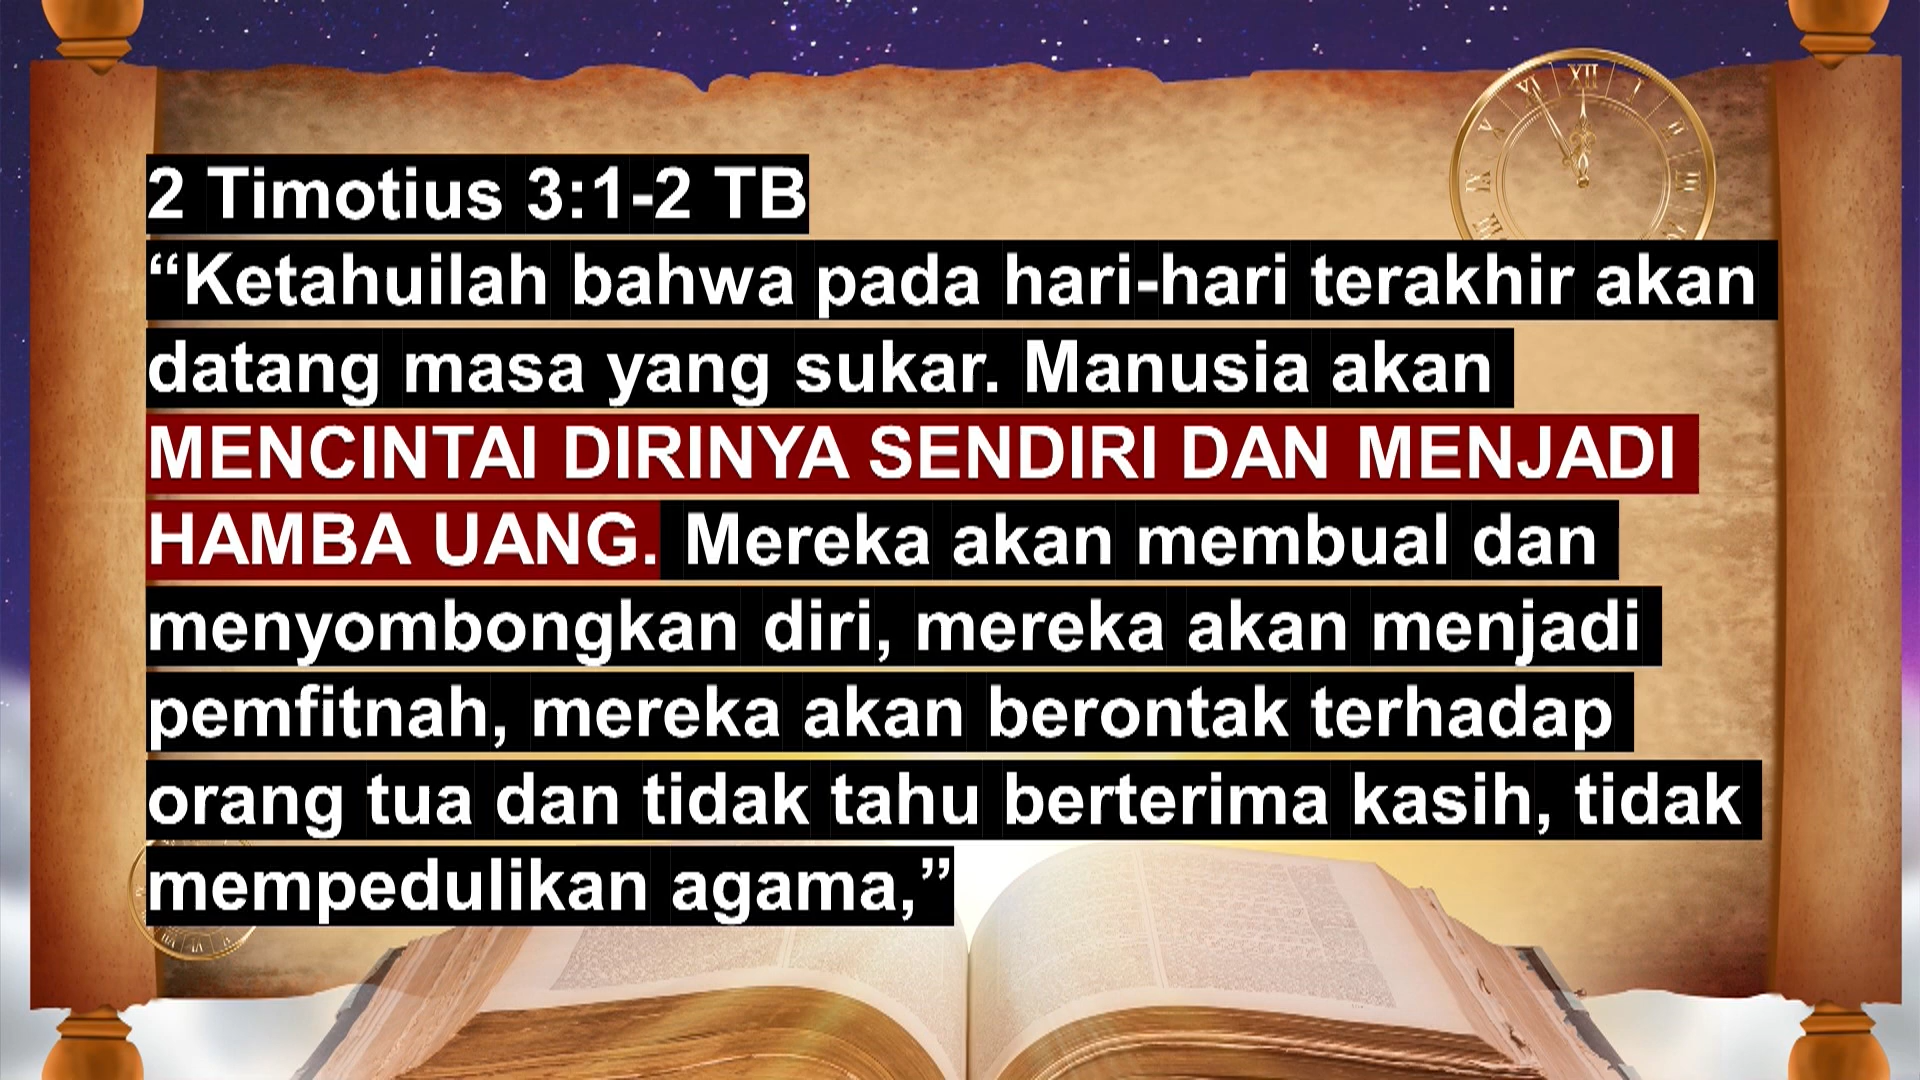 2 Timotius 3:1-2 TB
“Ketahuilah bahwa pada hari-hari terakhir akan
datang masa yang sukar. Manusia akan
MENCINTAI DIRINYA SENDIRI DAN MENJADI
HAMBA UANG. Mereka akan membual dan
menyombongkan diri, mereka akan menjadi
pemfitnah, mereka akan berontak terhadap
orang tua dan tidak tahu berterima kasih, tidak
mempedulikan agama,”